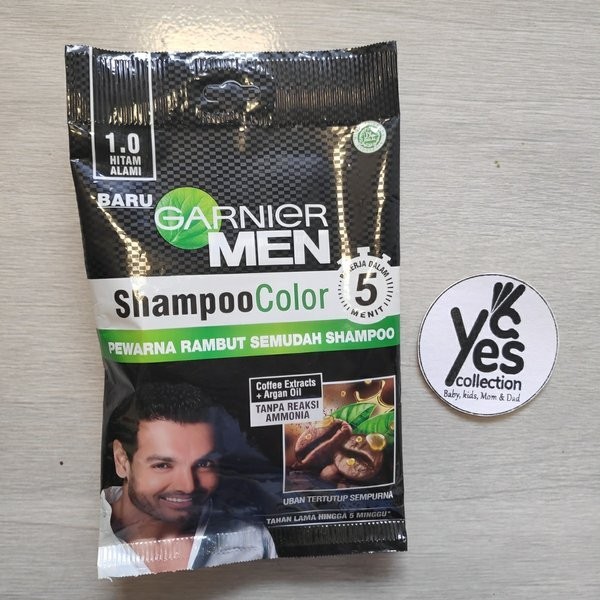 1.0
HITAM
ALAMI
BARU
GARNIER
MEN
ShampooColor
BEKERJA DALAM
5
MENIT
PEWARNA RAMBUT SEMUDAH SHAMPOO
Coffee Extracts
+ Argan Oil
TANPA REAKSI
AMMONIA
UBAN TERTUTUP SEMPURNA
TAHAN LAMA HINGGA 5 MINGGU*
Yes
collection
Baby, kids, Mom & Dad